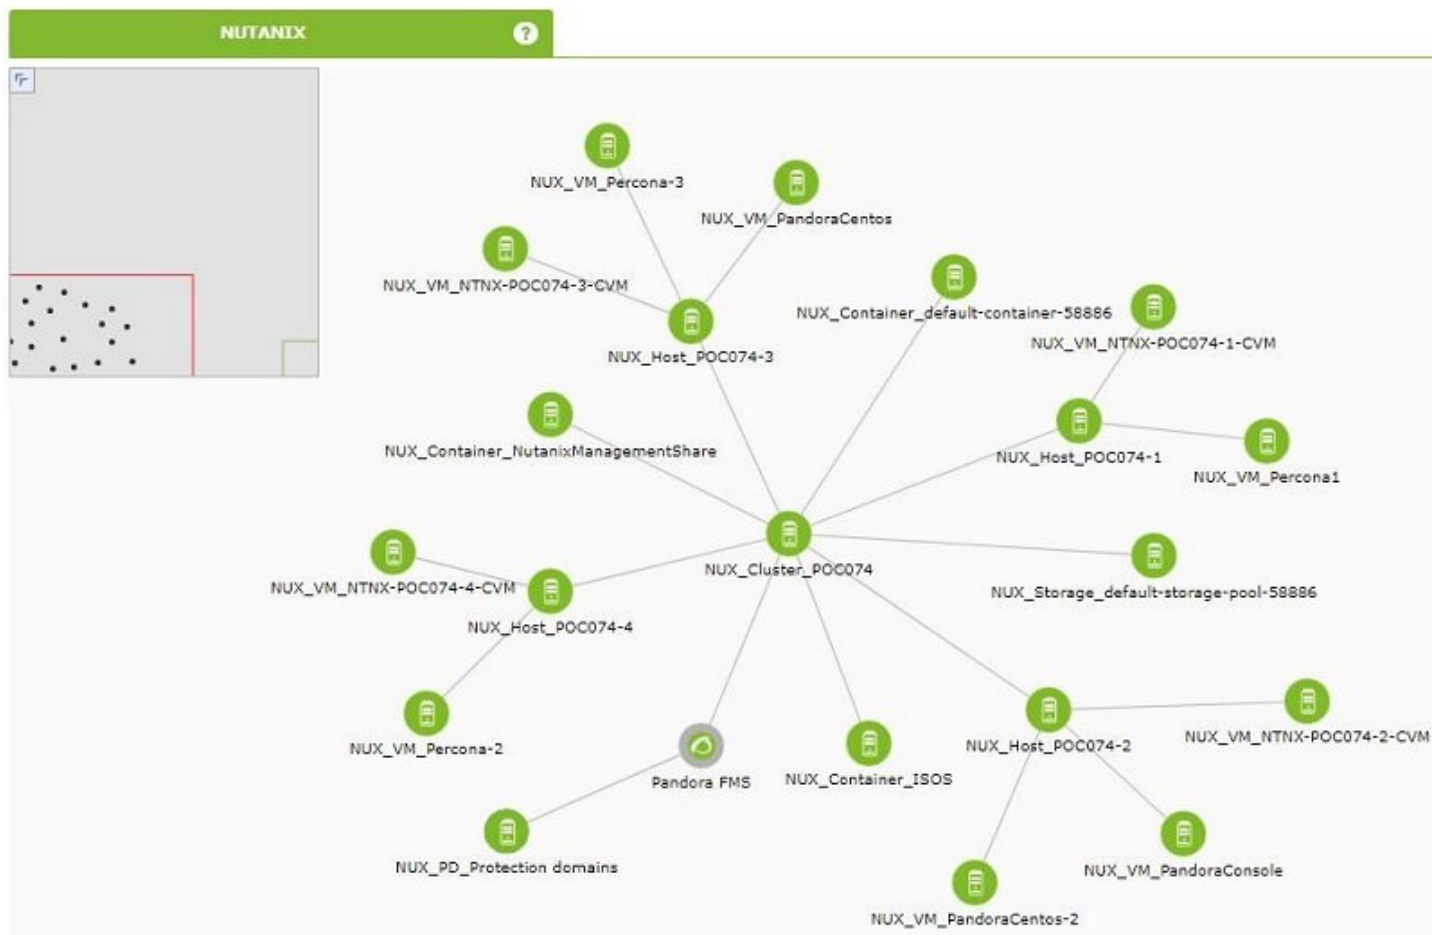 NUTANIX
?
NUX_VM_Percona-3
NUX_VM_PandoraCentos
NUX_VM_NTNX-POC074-3-CVM
NUX_Container_default-container-58886
NUX_VM_NTNX-POC074-1-CVM
NUX_Host_POC074-3
NUX_Container_NutanixManagementShare
NUX_Host_POC074-1
NUX_VM_Percona1
NUX_Cluster_POC074
NUX_VM_NTNX-POC074-4-CVM
NUX_Storage_default-storage-pool-58886
NUX_Host_POC074-4
NUX_VM_Percona-2
NUX_Host_POC074-2
NUX_VM_NTNX-POC074-2-CVM
Pandora FMS
NUX_Container_ISOS
NUX_PD_Protection domains
NUX_VM_PandoraConsole
NUX_VM_PandoraCentos-2